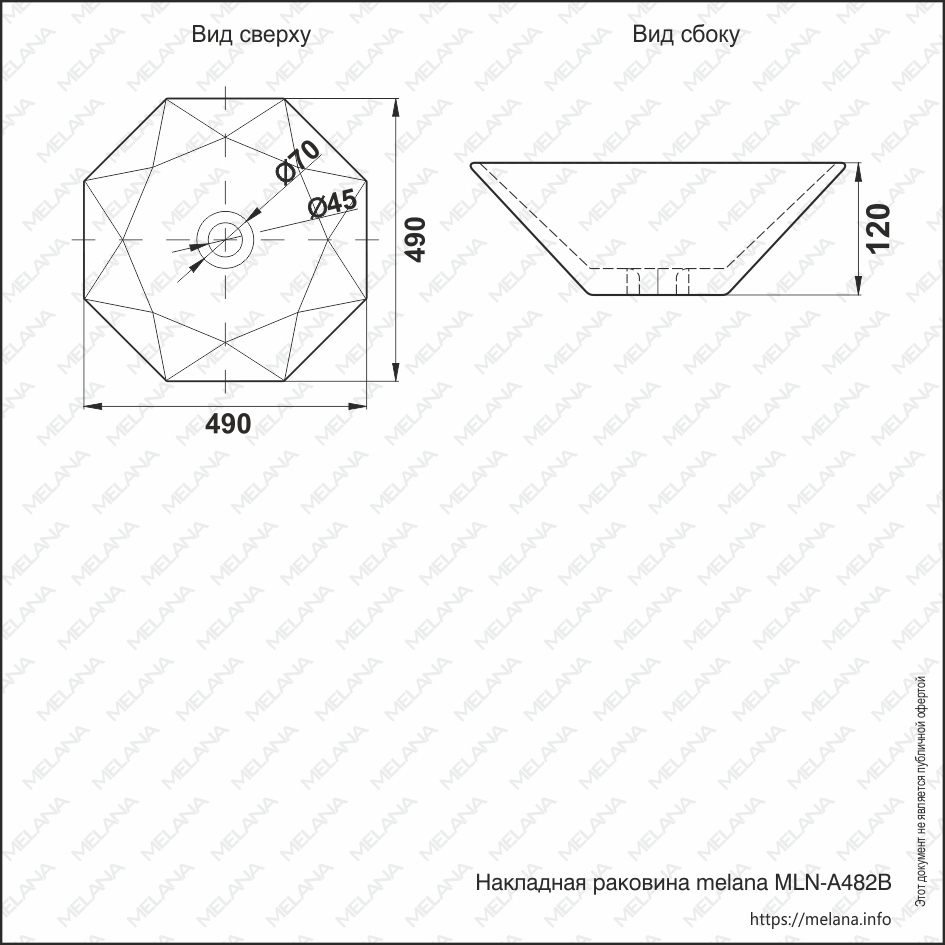 Вид сверху
Вид сбоку
Ø70
Ø45
490
490
120
Этот документ не является публичной офертой
Накладная раковина melana MLN-A482B
https://melana.info
MELANA